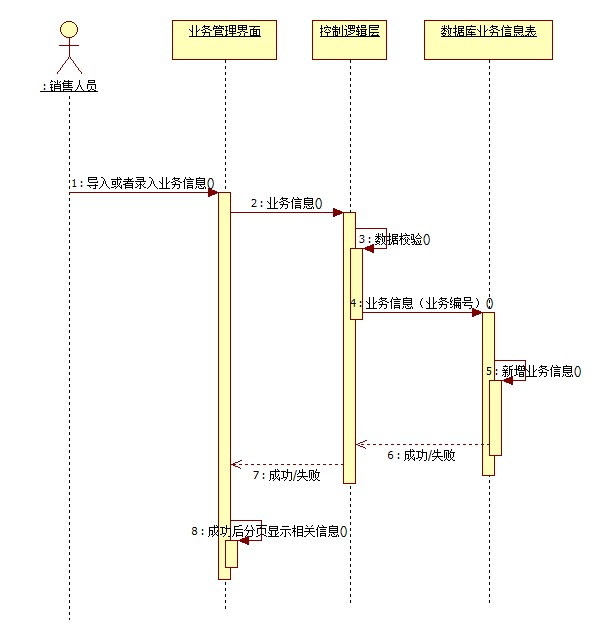 业务管理界面
控制逻辑层
数据库业务信息表
: 销售人员
1 : 导入或者录入业务信息()
2 : 业务信息()
3 : 数据校验()
4 : 业务信息（业务编号）()
5 : 新增业务信息()
6 : 成功/失败
7 : 成功/失败
8 : 成功后分页显示相关信息()